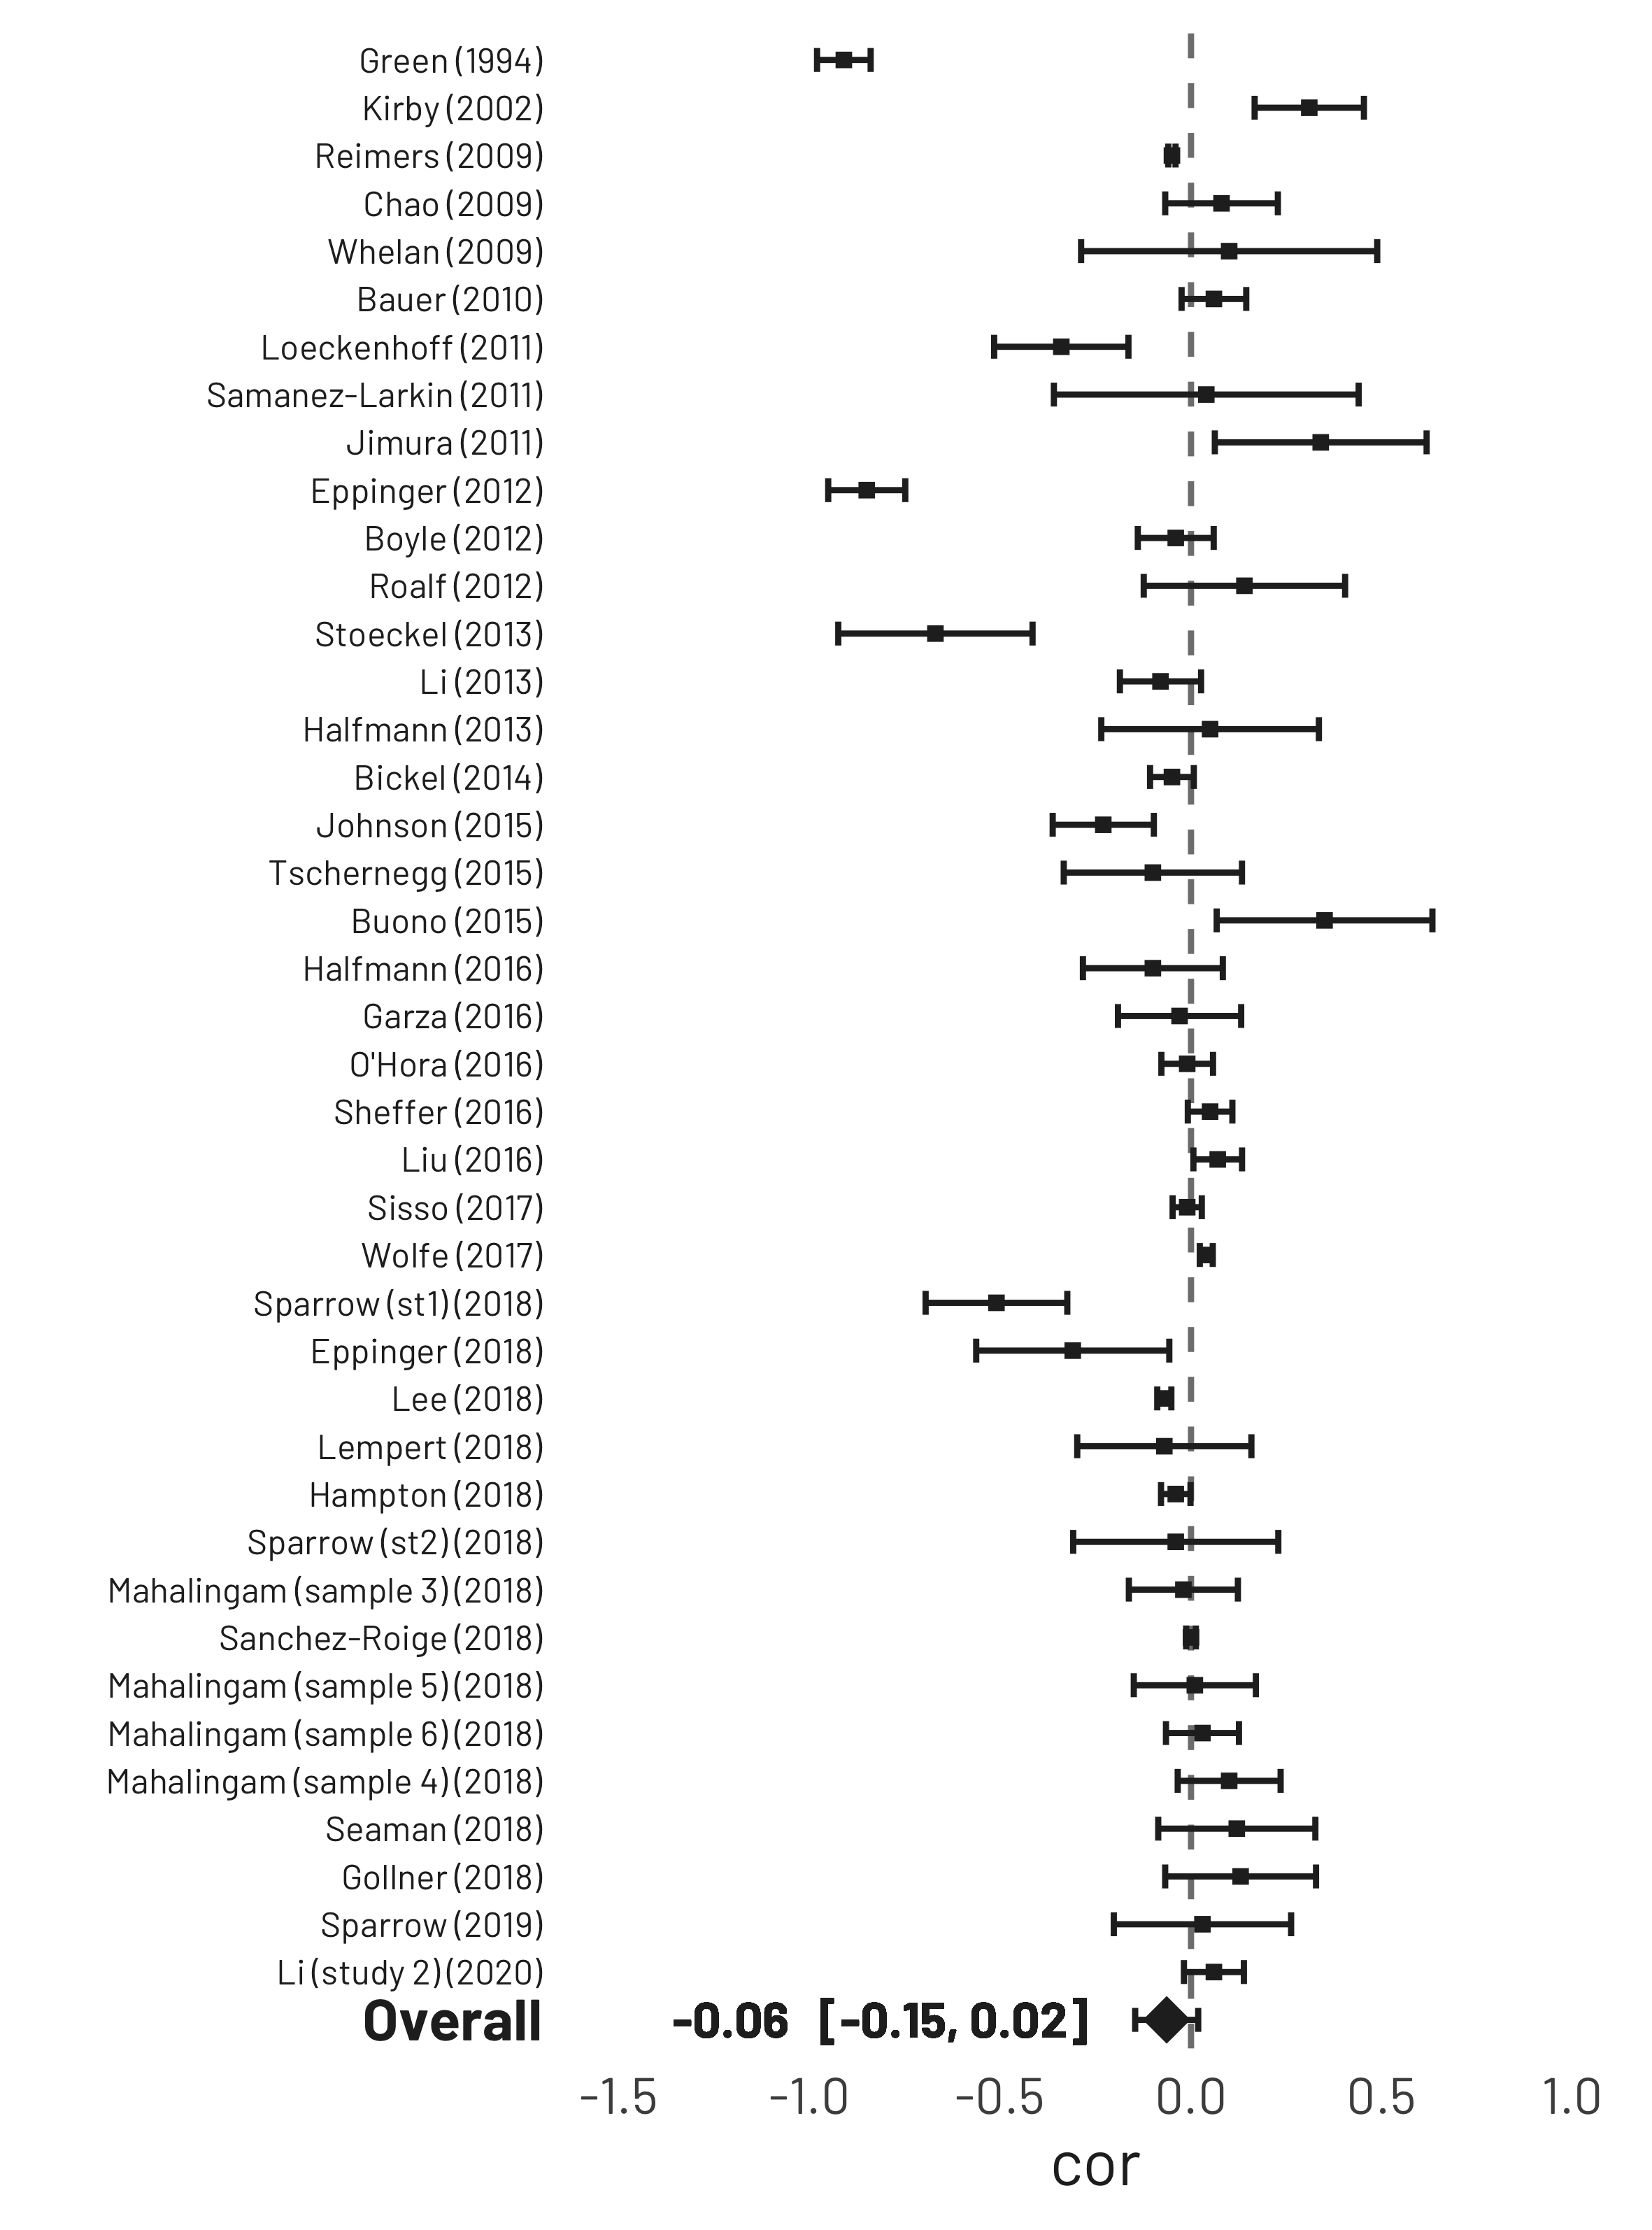 Green (1994)
Kirby (2002)
Reimers (2009)
Chao (2009)
Whelan (2009)
Bauer (2010)
Loeckenhoff (2011)
Samanez-Larkin (2011)
Jimura (2011)
Eppinger (2012)
Boyle (2012)
Roalf (2012)
Stoeckel (2013)
Li (2013)
Halfmann (2013)
Bickel (2014)
Johnson (2015)
Tschernegg (2015)
Buono (2015)
Halfmann (2016)
Garza (2016)
O'Hora (2016)
Sheffer (2016)
Liu (2016)
Sisso (2017)
Wolfe (2017)
Sparrow (st1) (2018)
Eppinger (2018)
Lee (2018)
Lempert (2018)
Hampton (2018)
Sparrow (st2) (2018)
Mahalingam (sample 3) (2018)
Sanchez-Roige (2018)
Mahalingam (sample 5) (2018)
Mahalingam (sample 6) (2018)
Mahalingam (sample 4) (2018)
Seaman (2018)
Gollner (2018)
Sparrow (2019)
Li (study 2) (2020)
Overall -0.06 [-0.15, 0.02]
-1.5 -1.0 -0.5 0.0 0.5 1.0
cor